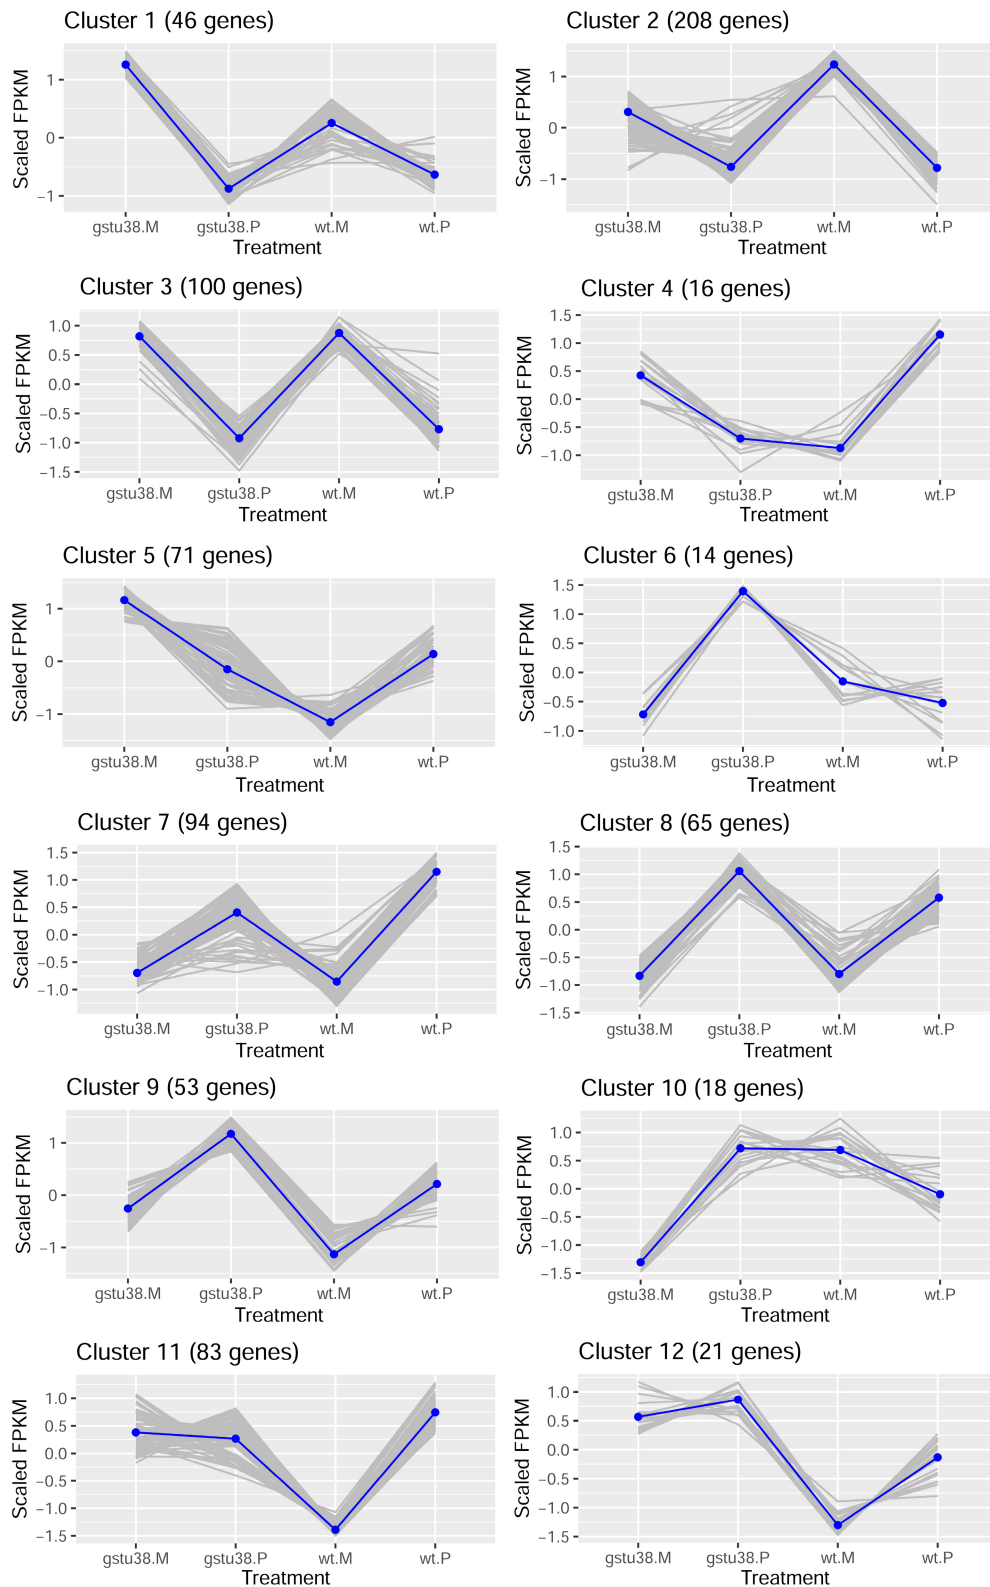 Cluster 1 (46 genes)
Scaled FPKM
1
0
−1
gstu38.M gstu38.P wt.M wt.P
Treatment
Cluster 2 (208 genes)
Scaled FPKM
1
0
−1
gstu38.M gstu38.P wt.M wt.P
Treatment
Cluster 3 (100 genes)
Scaled FPKM
1.0
0.5
0.0
−0.5
−1.0
−1.5
gstu38.M gstu38.P wt.M wt.P
Treatment
Cluster 4 (16 genes)
Scaled FPKM
1.5
1.0
0.5
0.0
−0.5
−1.0
gstu38.M gstu38.P wt.M wt.P
Treatment
Cluster 5 (71 genes)
Scaled FPKM
1
0
−1
gstu38.M gstu38.P wt.M wt.P
Treatment
Cluster 6 (14 genes)
Scaled FPKM
1.5
1.0
0.5
0.0
−0.5
−1.0
gstu38.M gstu38.P wt.M wt.P
Treatment
Cluster 7 (94 genes)
Scaled FPKM
1.5
1.0
0.5
0.0
−0.5
−1.0
gstu38.M gstu38.P wt.M wt.P
Treatment
Cluster 8 (65 genes)
Scaled FPKM
1.5
1.0
0.5
0.0
−0.5
−1.0
−1.5
gstu38.M gstu38.P wt.M wt.P
Treatment
Cluster 9 (53 genes)
Scaled FPKM
1
0
−1
gstu38.M gstu38.P wt.M wt.P
Treatment
Cluster 10 (18 genes)
Scaled FPKM
1.0
0.5
0.0
−0.5
−1.0
−1.5
gstu38.M gstu38.P wt.M wt.P
Treatment
Cluster 11 (83 genes)
Scaled FPKM
1.0
0.5
0.0
−0.5
−1.0
−1.5
gstu38.M gstu38.P wt.M wt.P
Treatment
Cluster 12 (21 genes)
Scaled FPKM
1.0
0.5
0.0
−0.5
−1.0
−1.5
gstu38.M gstu38.P wt.M wt.P
Treatment